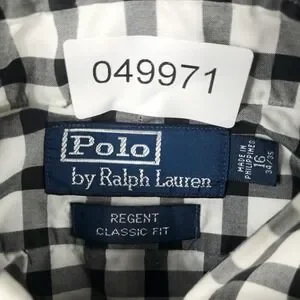 049971
Polo
by Ralph Lauren
MADE IN
PHILIPPINES
16
34/35
REGENT
CLASSIC FIT